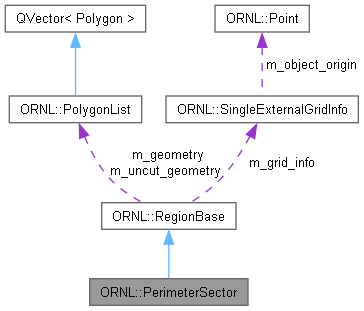 QVector< Polygon >
ORNL::Point
m_object_origin
ORNL::PolygonList
ORNL::SingleExternalGridInfo
m_geometry
m_uncut_geometry
m_grid_info
ORNL::RegionBase
ORNL::PerimeterSector